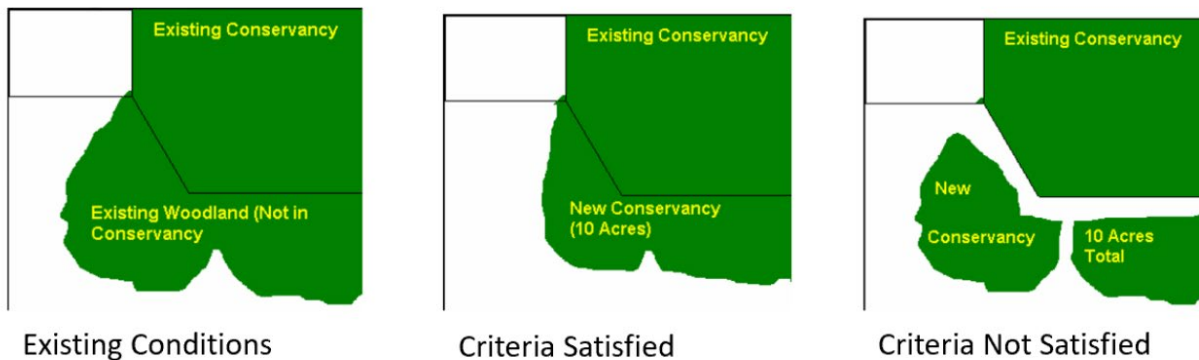 Existing Conservancy
Existing Woodland (Not in
Conservancy
Existing Conditions
Existing Conservancy
New Conservancy
(10 Acres)
Criteria Satisfied
Existing Conservancy
New
Conservancy
10 Acres
Total
Criteria Not Satisfied